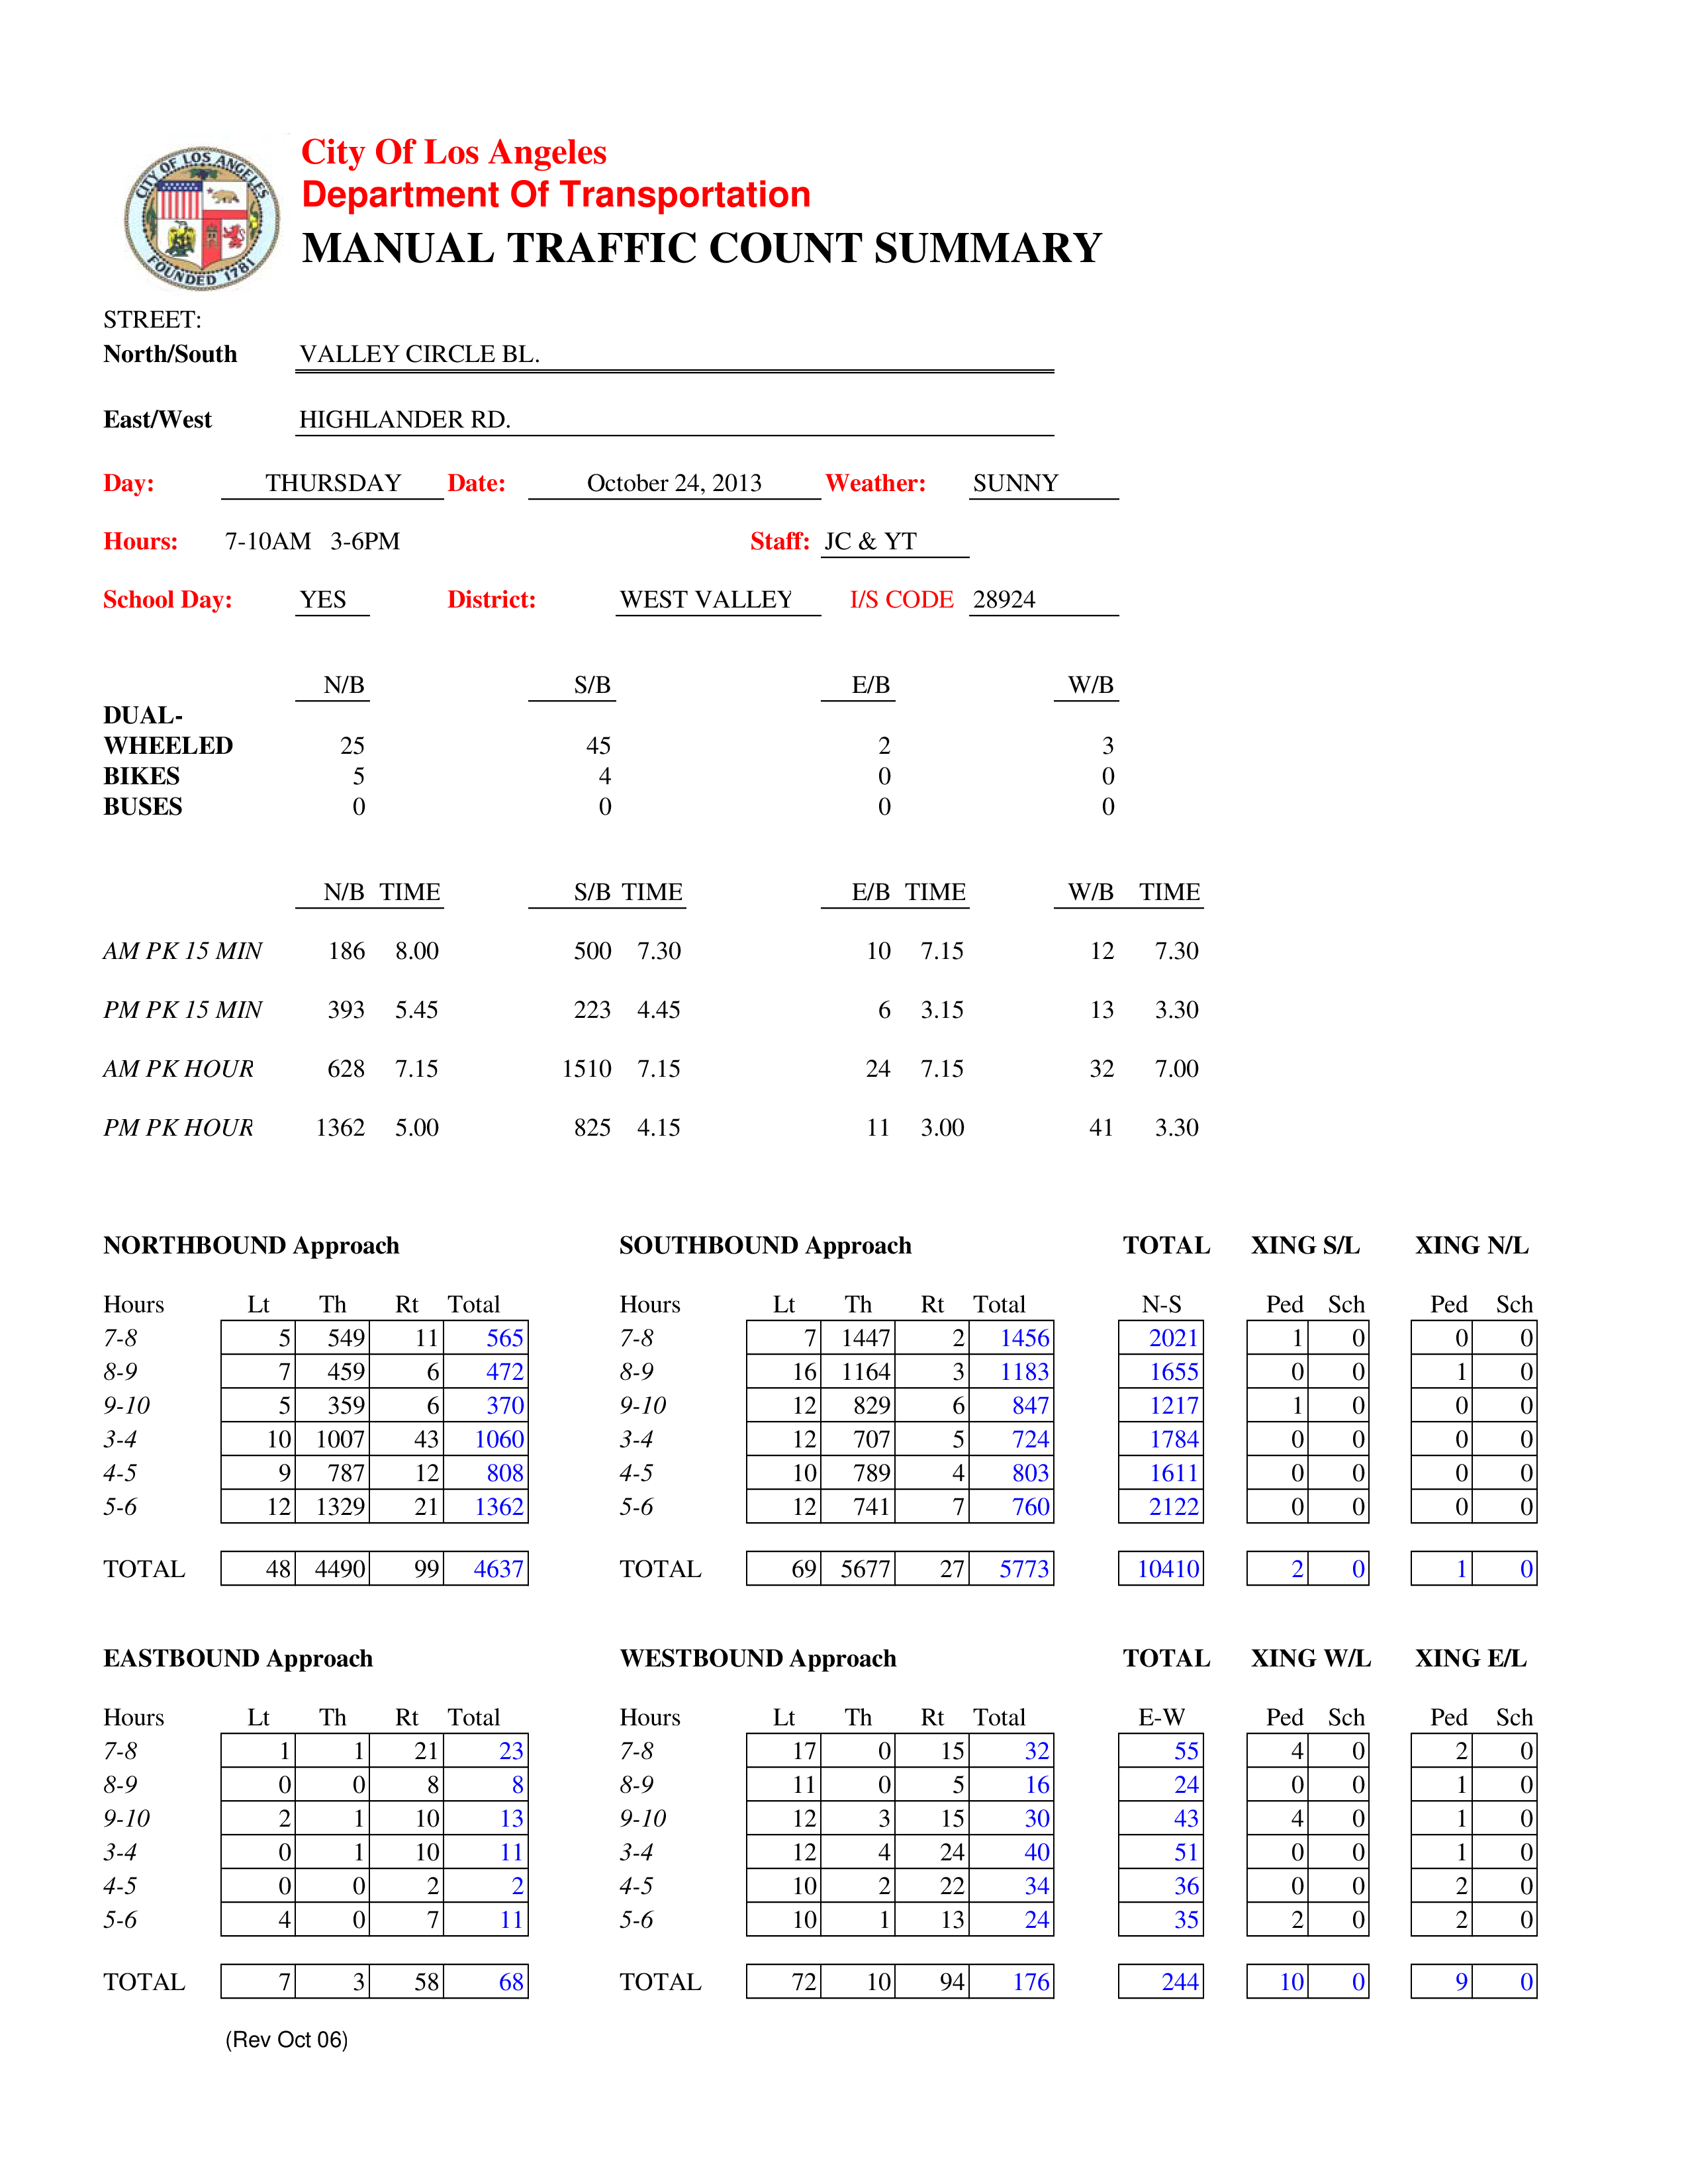 CITY OF LOS ANGELES
FOUNDED 1781
City Of Los Angeles
Department Of Transportation
MANUAL TRAFFIC COUNT SUMMARY
STREET:
North/South VALLEY CIRCLE BL.
East/West HIGHLANDER RD.
Day: THURSDAY Date: October 24, 2013 Weather: SUNNY
Hours: 7-10AM 3-6PM Staff: JC & YT
School Day: YES District: WEST VALLEY I/S CODE 28924
N/B S/B E/B W/B
DUAL-
WHEELED 25 45 2 3
BIKES 5 4 0 0
BUSES 0 0 0 0
N/B TIME S/B TIME E/B TIME W/B TIME
AM PK 15 MIN 186 8.00 500 7.30 10 7.15 12 7.30
PM PK 15 MIN 393 5.45 223 4.45 6 3.15 13 3.30
AM PK HOUR 628 7.15 1510 7.15 24 7.15 32 7.00
PM PK HOUR 1362 5.00 825 4.15 11 3.00 41 3.30
NORTHBOUND Approach SOUTHBOUND Approach TOTAL XING S/L XING N/L
Hours Lt Th Rt Total Hours Lt Th Rt Total N-S Ped Sch Ped Sch
7-8 5 549 11 565 7-8 7 1447 2 1456 2021 1 0 0 0
8-9 7 459 6 472 8-9 16 1164 3 1183 1655 0 0 1 0
9-10 5 359 6 370 9-10 12 829 6 847 1217 1 0 0 0
3-4 10 1007 43 1060 3-4 12 707 5 724 1784 0 0 0 0
4-5 9 787 12 808 4-5 10 789 4 803 1611 0 0 0 0
5-6 12 1329 21 1362 5-6 12 741 7 760 2122 0 0 0 0
TOTAL 48 4490 99 4637 TOTAL 69 5677 27 5773 10410 2 0 1 0
EASTBOUND Approach WESTBOUND Approach TOTAL XING W/L XING E/L
Hours Lt Th Rt Total Hours Lt Th Rt Total E-W Ped Sch Ped Sch
7-8 1 1 21 23 7-8 17 0 15 32 55 4 0 2 0
8-9 0 0 8 8 8-9 11 0 5 16 24 0 0 1 0
9-10 2 1 10 13 9-10 12 3 15 30 43 4 0 1 0
3-4 0 1 10 11 3-4 12 4 24 40 51 0 0 1 0
4-5 0 0 2 2 4-5 10 2 22 34 36 0 0 2 0
5-6 4 0 7 11 5-6 10 1 13 24 35 2 0 2 0
TOTAL 7 3 58 68 TOTAL 72 10 94 176 244 10 0 9 0
(Rev Oct 06)